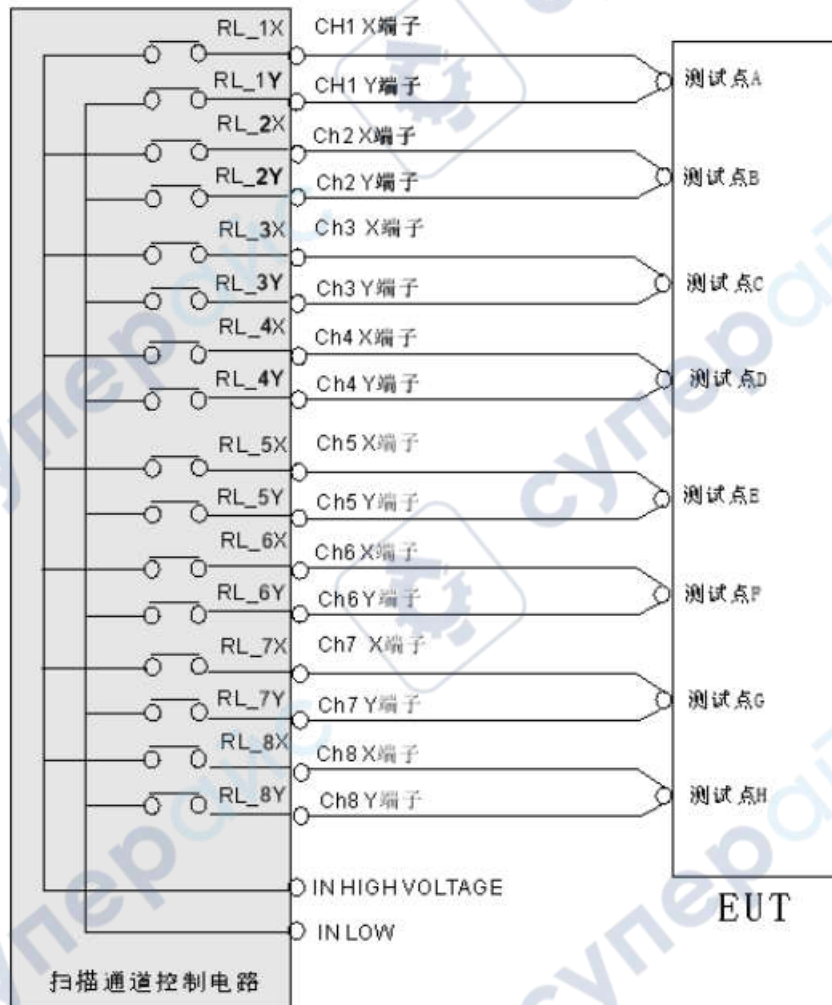 RL_1X CH1 X端子
RL_1Y CH1 Y端子 测试点A
RL_2X Ch2 X端子
RL_2Y Ch2 Y端子 测试点B
RL_3X Ch3 X端子
RL_3Y Ch3 Y端子 测试点C
RL_4X Ch4 X端子
RL_4Y Ch4 Y端子 测试点D
RL_5X Ch5 X端子
RL_5Y Ch5 Y端子 测试点E
RL_6X Ch6 X端子
RL_6Y Ch6 Y端子 测试点F
RL_7X Ch7 X端子
RL_7Y Ch7 Y端子 测试点G
RL_8X Ch8 X端子
RL_8Y Ch8 Y端子 测试点H
IN HIGH VOLTAGE
EUT
IN LOW
扫描通道控制电路
суперайс